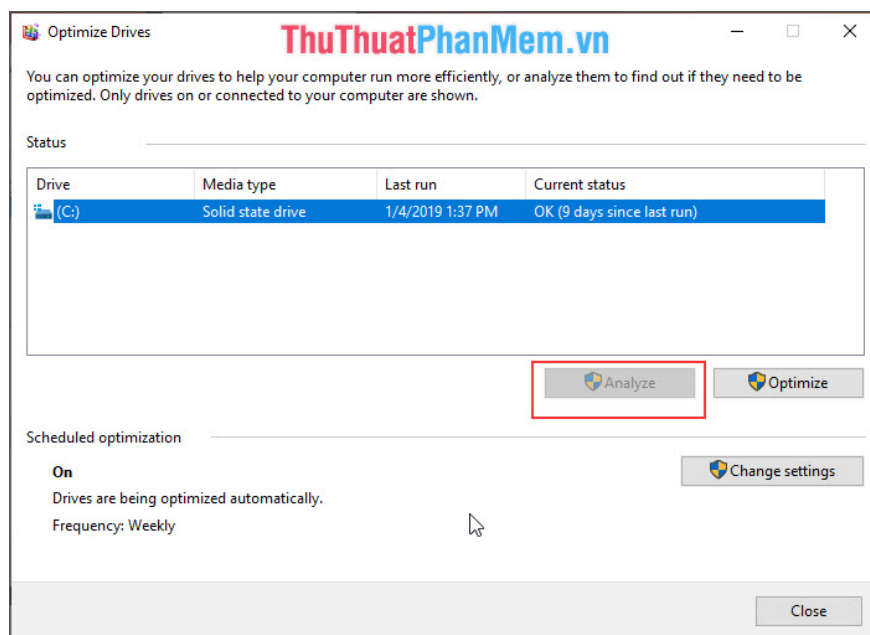 Optimize Drives
ThuThuatPhanMem.vn
You can optimize your drives to help your computer run more efficiently, or analyze them to find out if they need to be
optimized. Only drives on or connected to your computer are shown.
Status
Drive Media type Last run Current status
(C:) Solid state drive 1/4/2019 1:37 PM OK (9 days since last run)
Analyze Optimize
Scheduled optimization
On Change settings
Drives are being optimized automatically.
Frequency: Weekly
Close